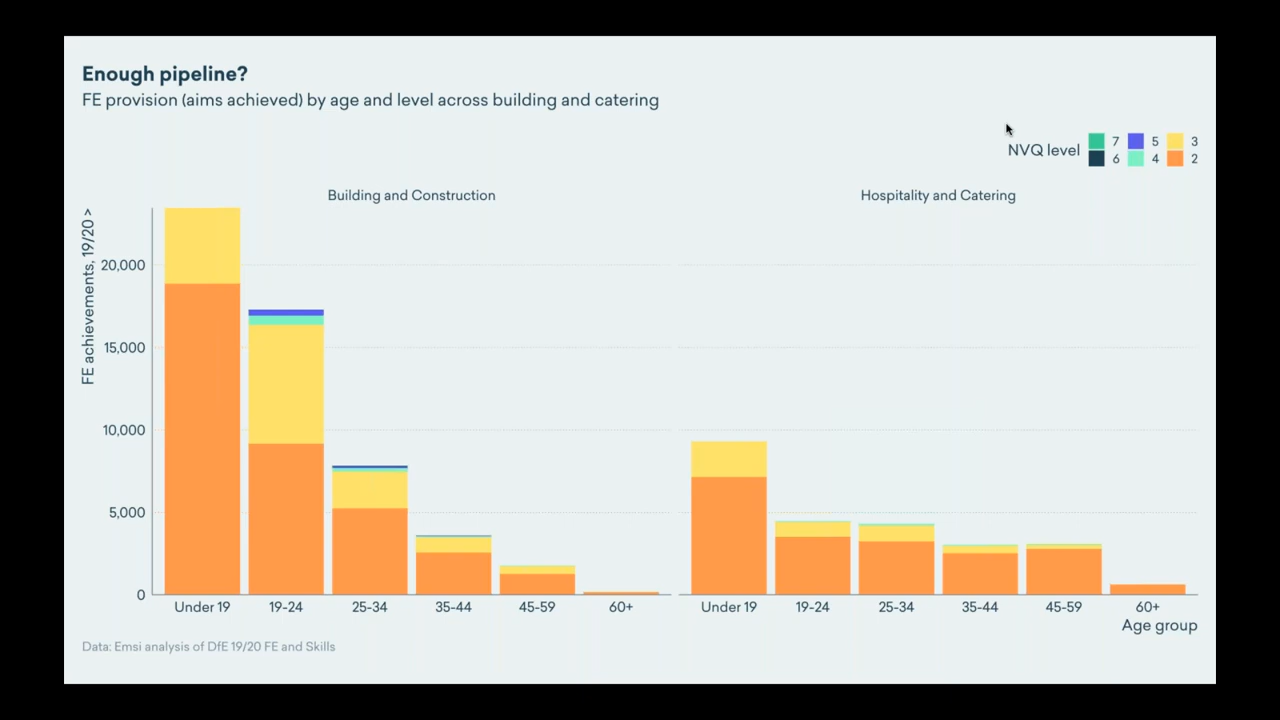 Enough pipeline?
FE provision (aims achieved) by age and level across building and catering
NVQ level 7 5 3
6 4 2
Building and Construction Hospitality and Catering
FE achievements, 19/20 >
20,000
15,000
10,000
5,000
0
Under 19 19-24 25-34 35-44 45-59 60+ Under 19 19-24 25-34 35-44 45-59 60+
Age group
Data: Emsi analysis of DfE 19/20 FE and Skills